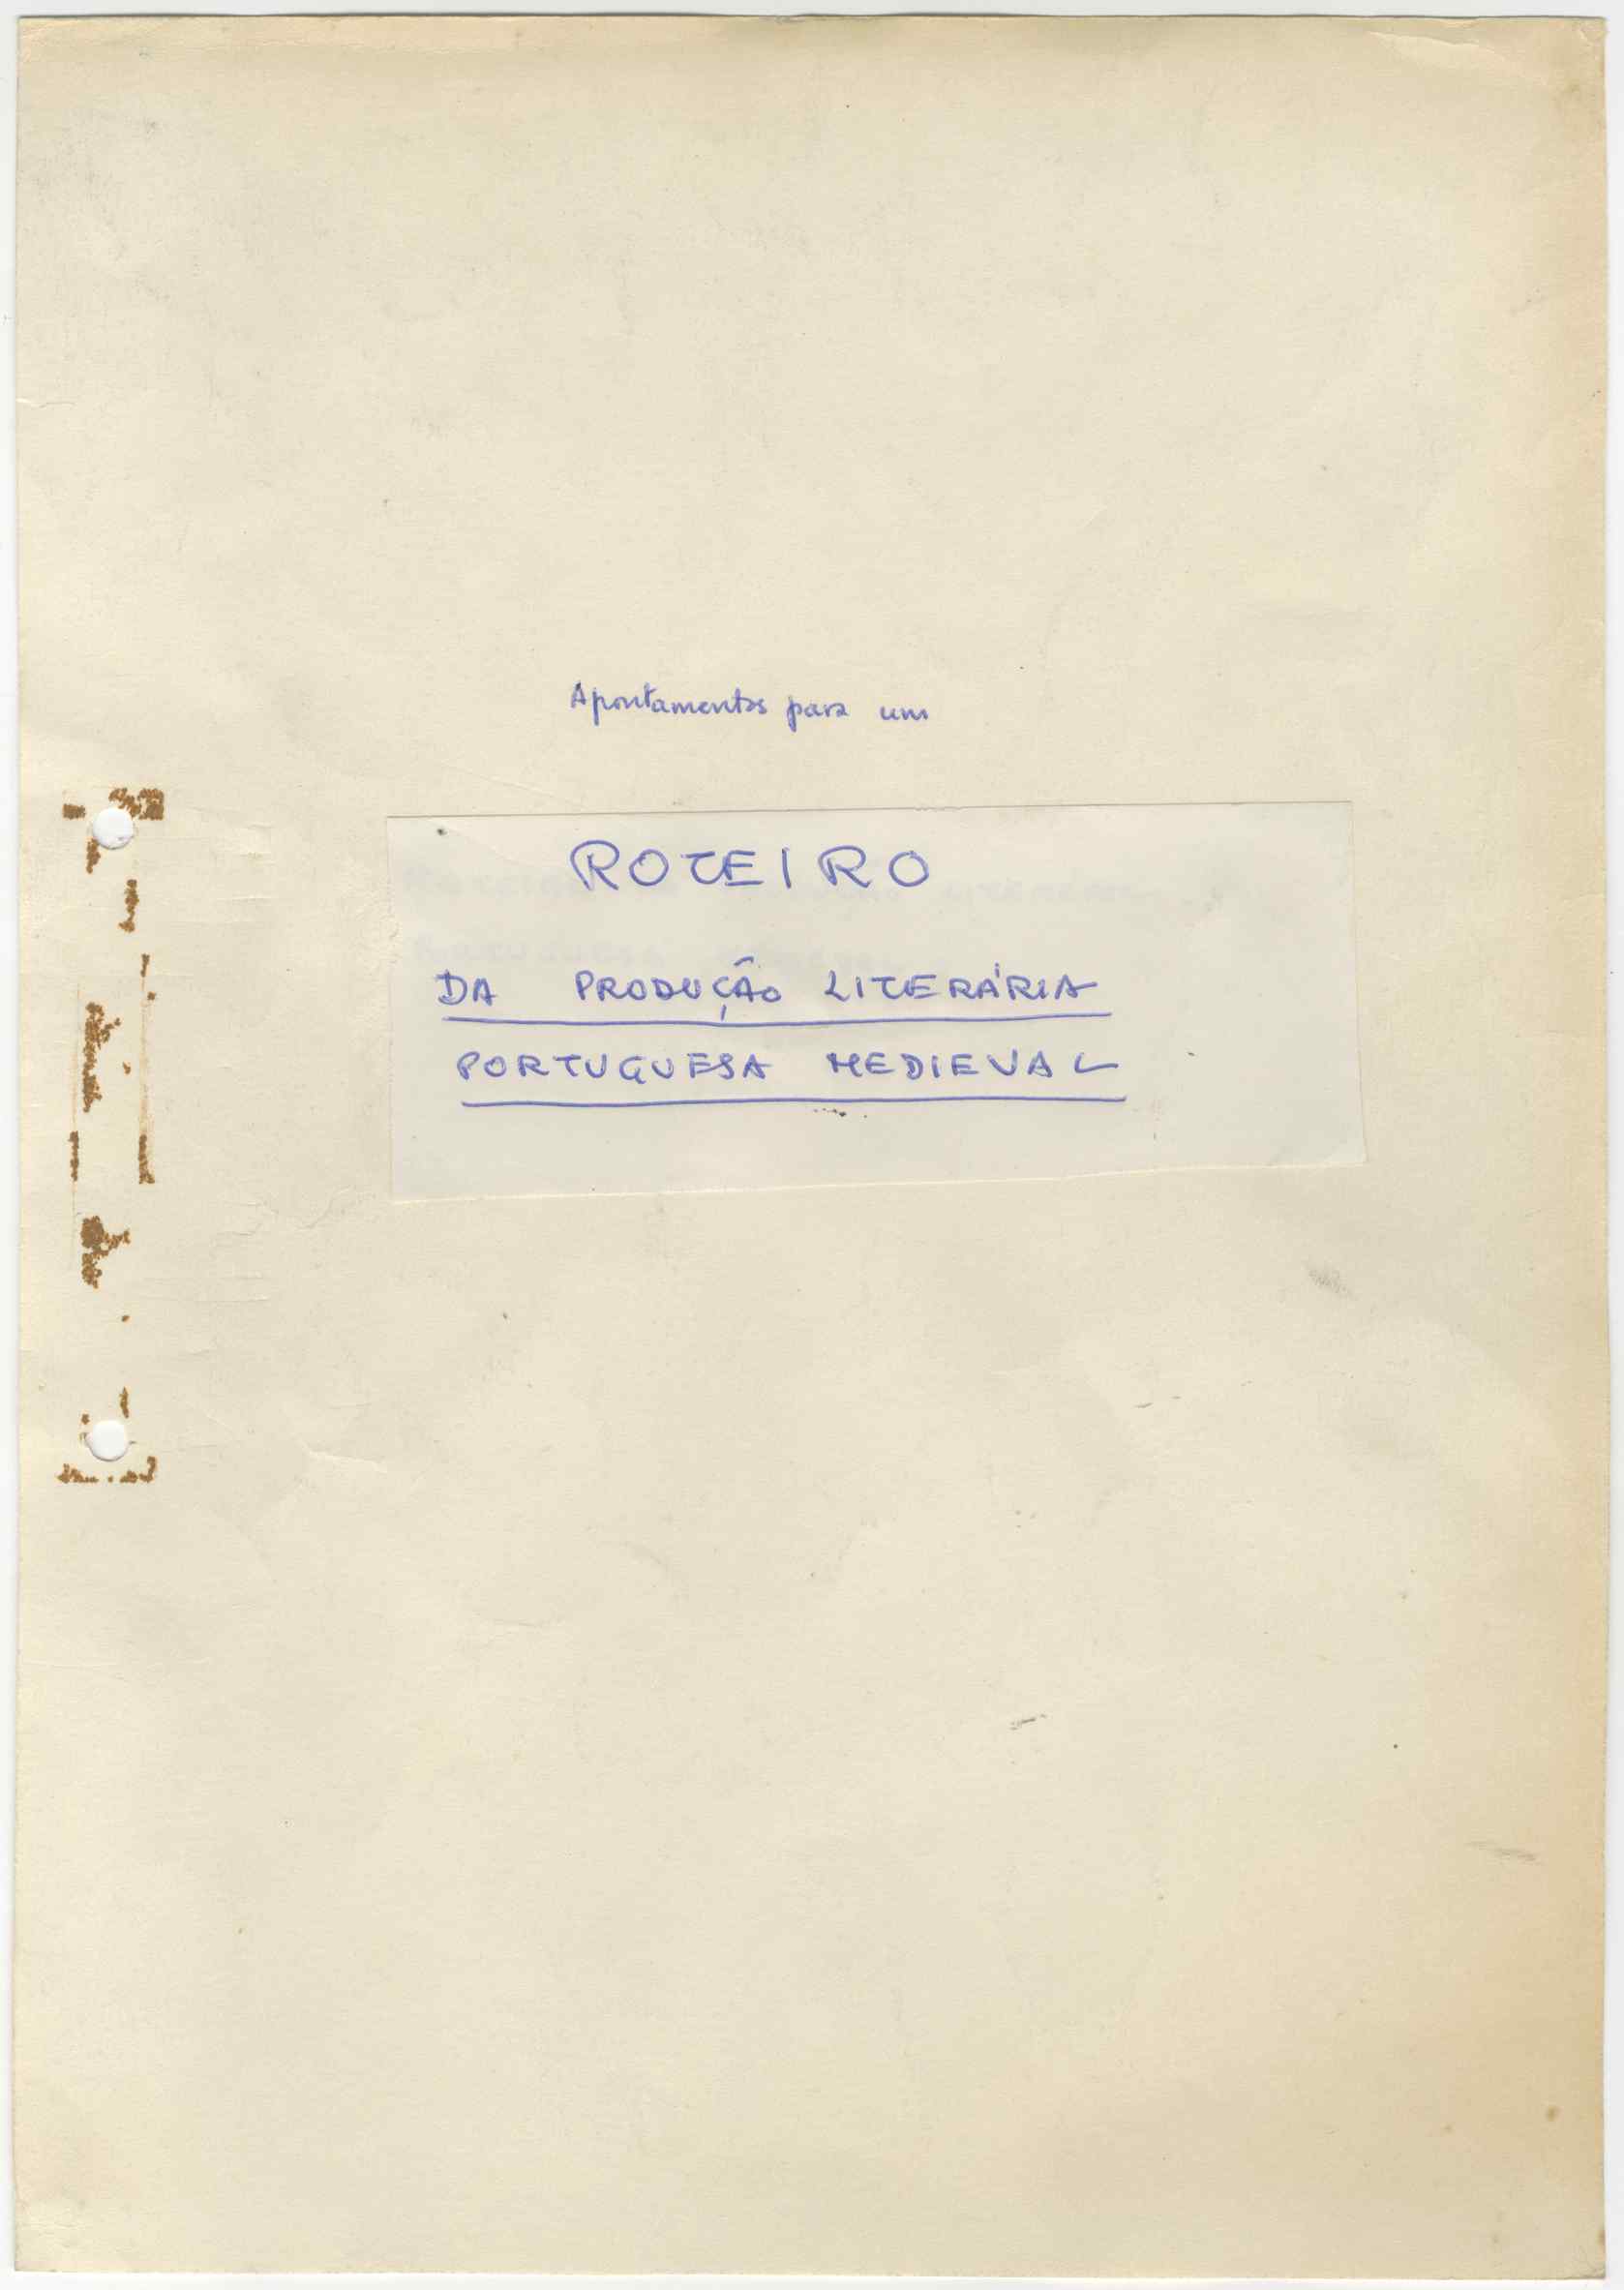 Apontamentos para um
ROTEIRO
DA PRODUÇÃO LITERÁRIA
PORTUGUESA MEDIEVAL